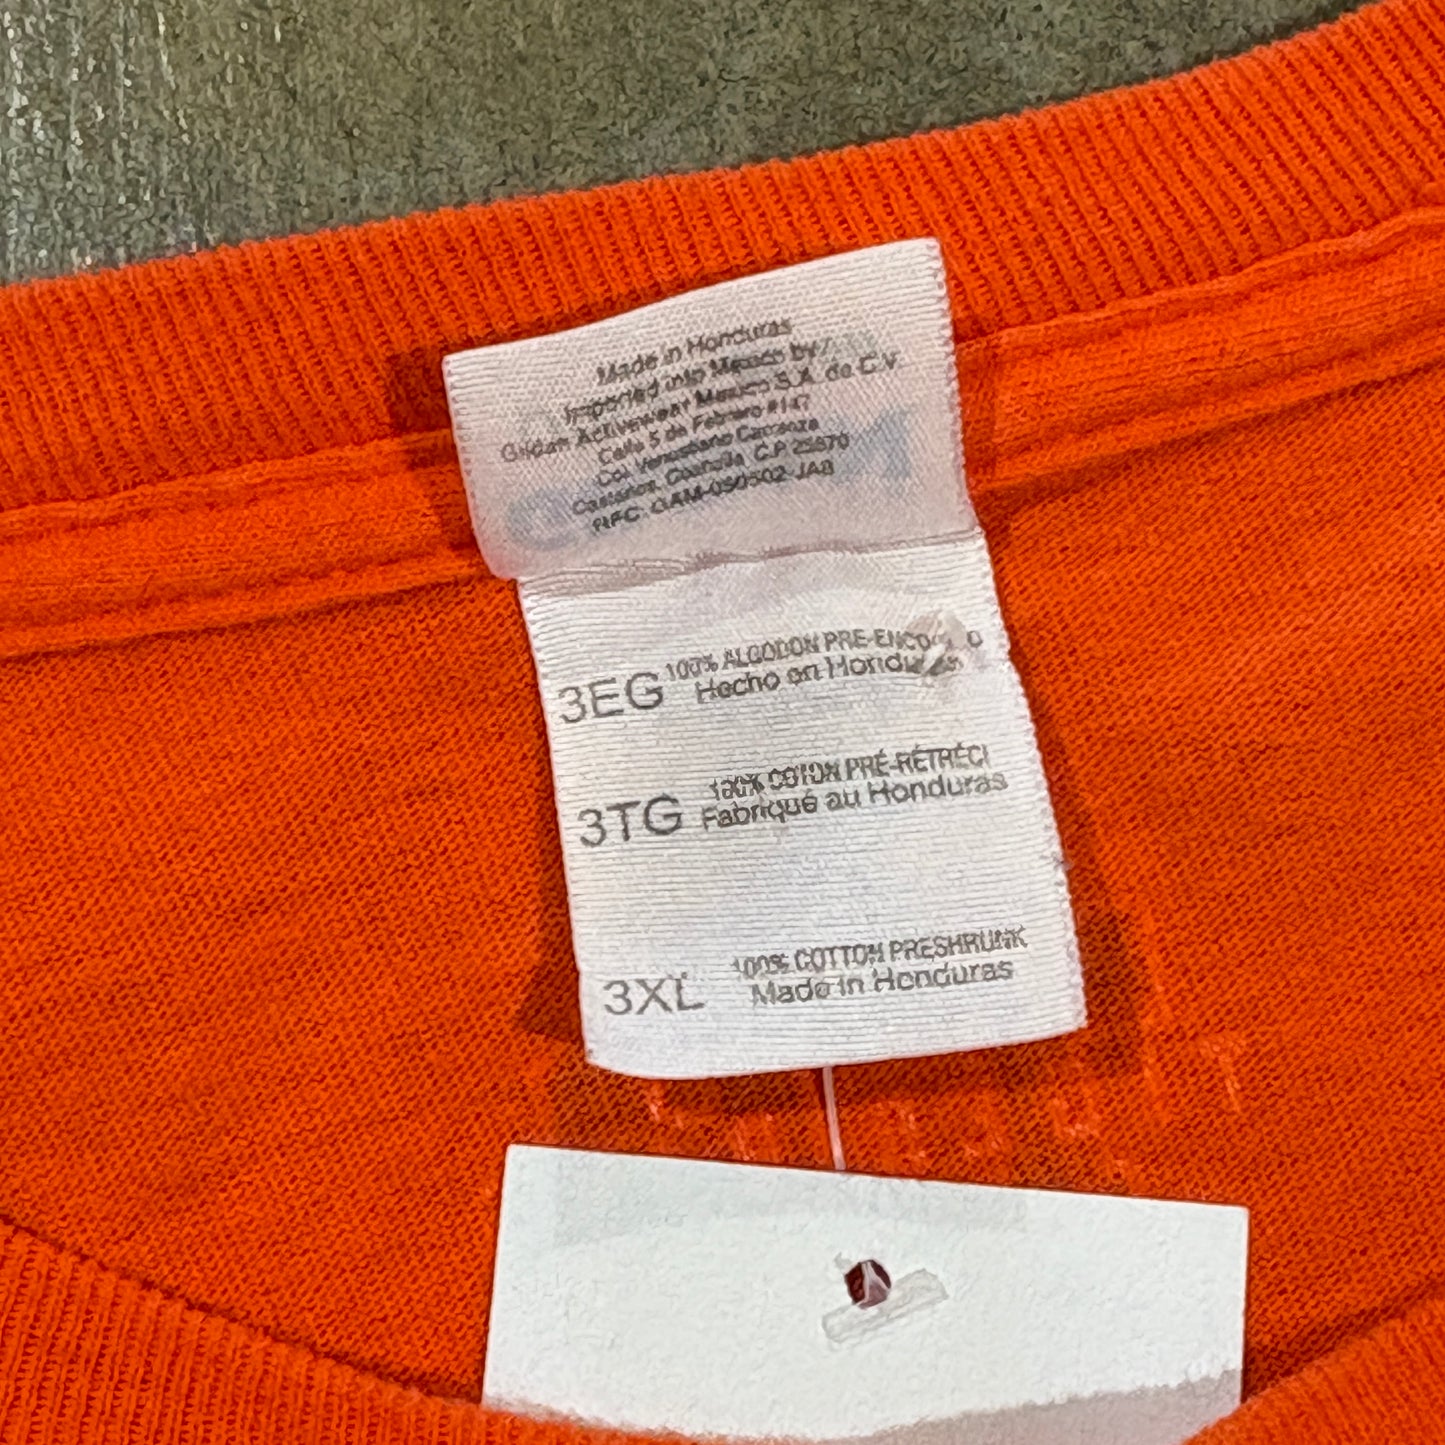 Made in Honduras
Imported into Mexico by
Gildan Activewear Mexico S.A. de C.V.
Calle 5 de Febrero #147
Col. Venustiano Carranza
Castaños, Coahuila, C.P. 25870
RFC: GAM-090502-JA8
3EG 100% ALGODON PRE-ENCO
Hecho en Honduras
3TG 100% COTON PRÉ-RÉTRÉCI
Fabriqué au Honduras
3XL 100% COTTON PRESHRUNK
Made in Honduras